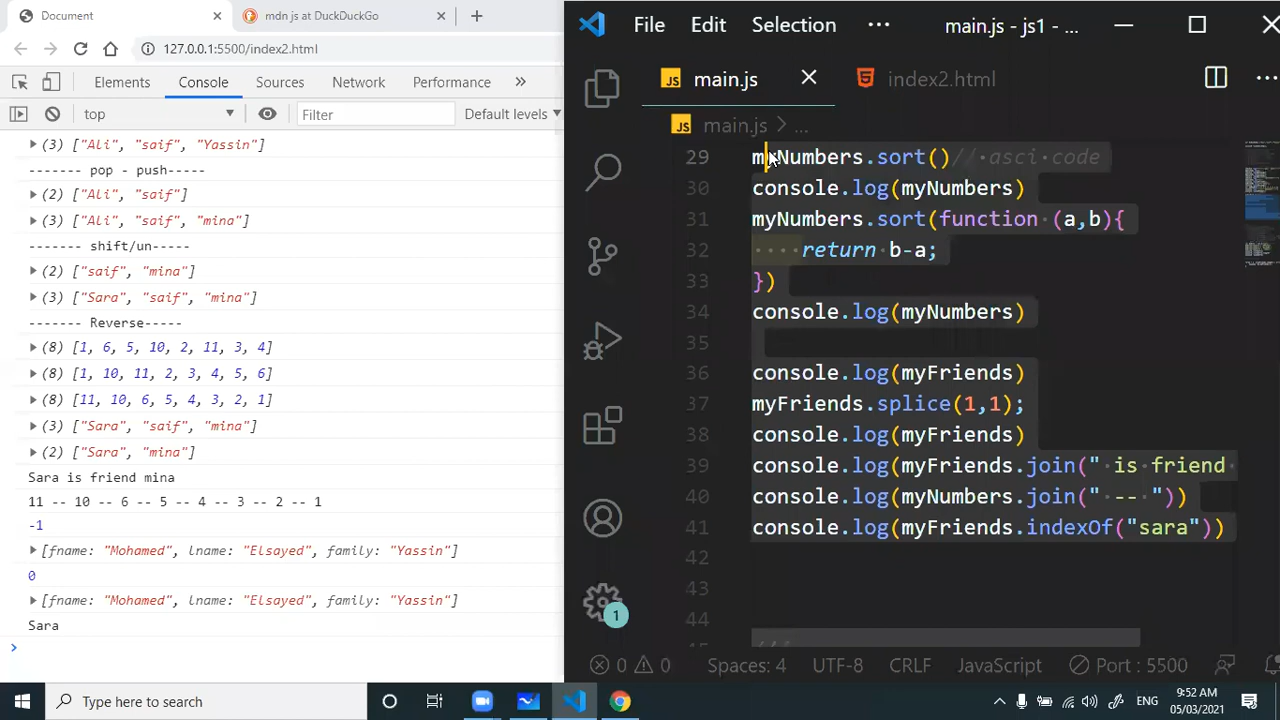 Document
mdn js at DuckDuckGo
127.0.0.1:5500/index2.html
Elements Console Sources Network Performance »
top Filter Default levels
(3) ["Ali", "saif", "Yassin"]
------- pop - push-----
(2) ["Ali", "saif"]
(3) ["Ali", "saif", "mina"]
------- shift/un-----
(2) ["saif", "mina"]
(3) ["Sara", "saif", "mina"]
------- Reverse-----
(8) [1, 6, 5, 10, 2, 11, 3, 4]
(8) [1, 10, 11, 2, 3, 4, 5, 6]
(8) [11, 10, 6, 5, 4, 3, 2, 1]
(3) ["Sara", "saif", "mina"]
(2) ["Sara", "mina"]
Sara is friend mina
11 -- 10 -- 6 -- 5 -- 4 -- 3 -- 2 -- 1
-1
[fname: "Mohamed", lname: "Elsayed", family: "Yassin"]
0
[fname: "Mohamed", lname: "Elsayed", family: "Yassin"]
Sara
File Edit Selection ··· main.js - js1 - ...
main.js index2.html
main.js > ...
29 myNumbers.sort()// asci code
30 console.log(myNumbers)
31 myNumbers.sort(function (a,b){
32 return b-a;
33 })
34 console.log(myNumbers)
35
36 console.log(myFriends)
37 myFriends.splice(1,1);
38 console.log(myFriends)
39 console.log(myFriends.join(" is friend
40 console.log(myNumbers.join(" -- "))
41 console.log(myFriends.indexOf("sara"))
42
43
44
1
0 0 Spaces: 4 UTF-8 CRLF JavaScript Port : 5500
Type here to search
ENG
9:52 AM
05/03/2021